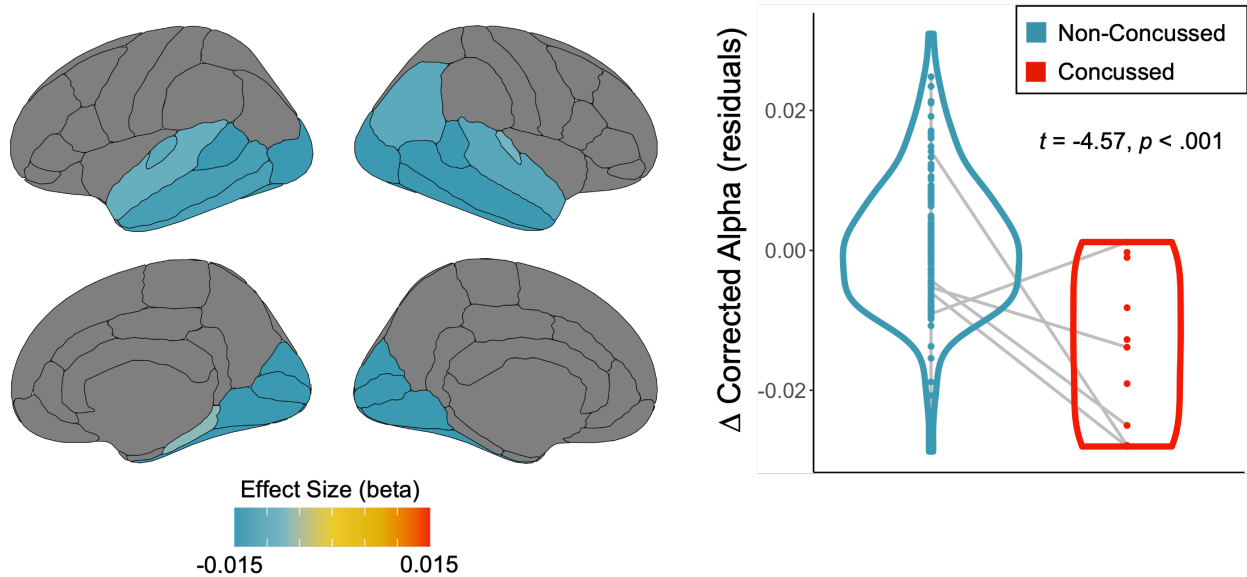 Effect Size (beta)
-0.015
0.015
Δ Corrected Alpha (residuals)
0.02
0.00
-0.02
Non-Concussed
Concussed
t = -4.57, p < .001